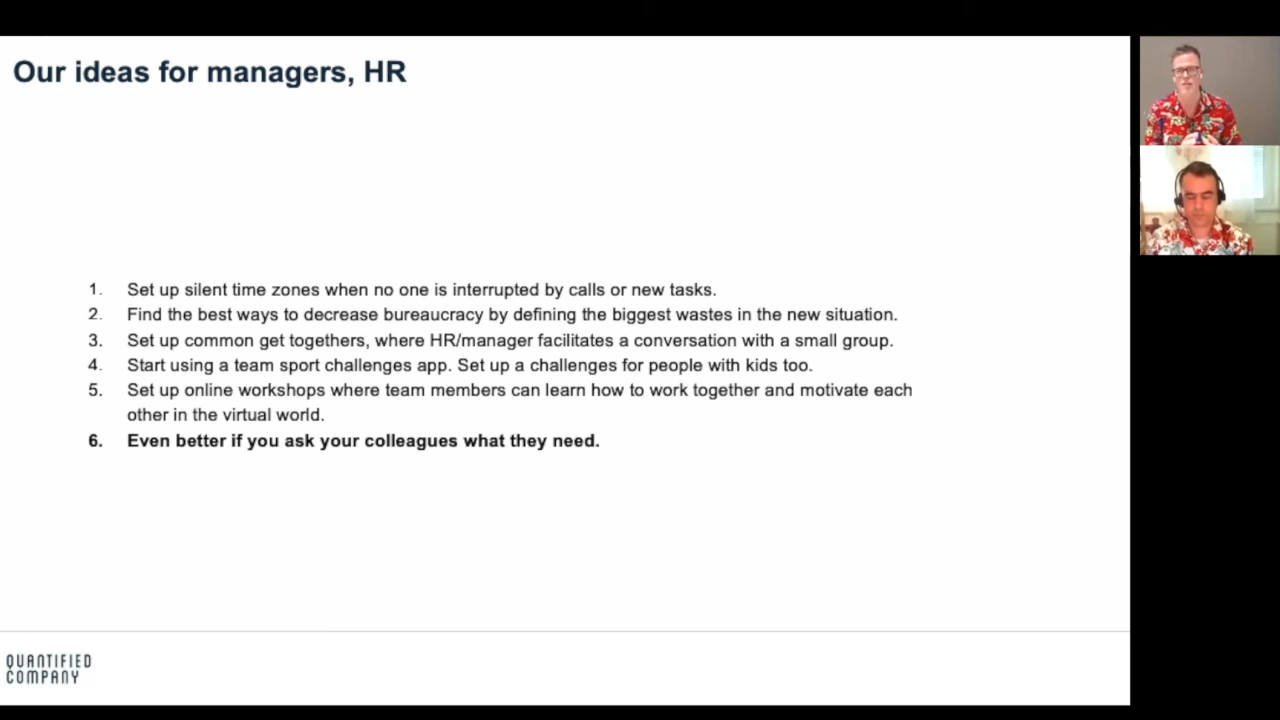 Our ideas for managers, HR
1. Set up silent time zones when no one is interrupted by calls or new tasks.
2. Find the best ways to decrease bureaucracy by defining the biggest wastes in the new situation.
3. Set up common get togethers, where HR/manager facilitates a conversation with a small group.
4. Start using a team sport challenges app. Set up a challenges for people with kids too.
5. Set up online workshops where team members can learn how to work together and motivate each
other in the virtual world.
6. Even better if you ask your colleagues what they need.
QUANTIFIED
COMPANY